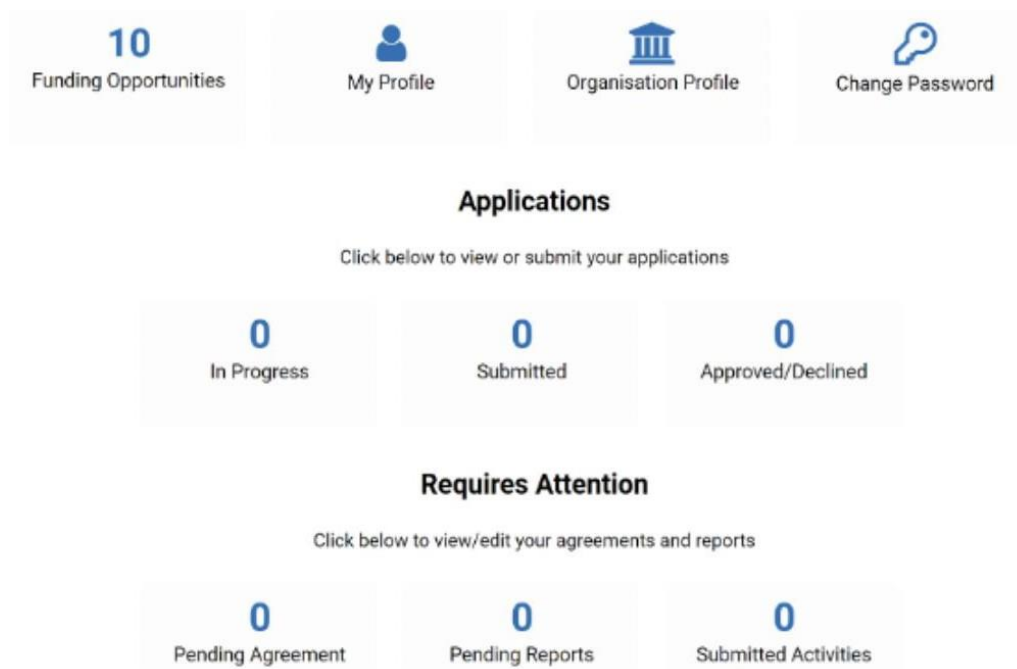 10
Funding Opportunities
My Profile
Organisation Profile
Change Password
Applications
Click below to view or submit your applications
0
In Progress
0
Submitted
0
Approved/Declined
Requires Attention
Click below to view/edit your agreements and reports
0
Pending Agreement
0
Pending Reports
0
Submitted Activities